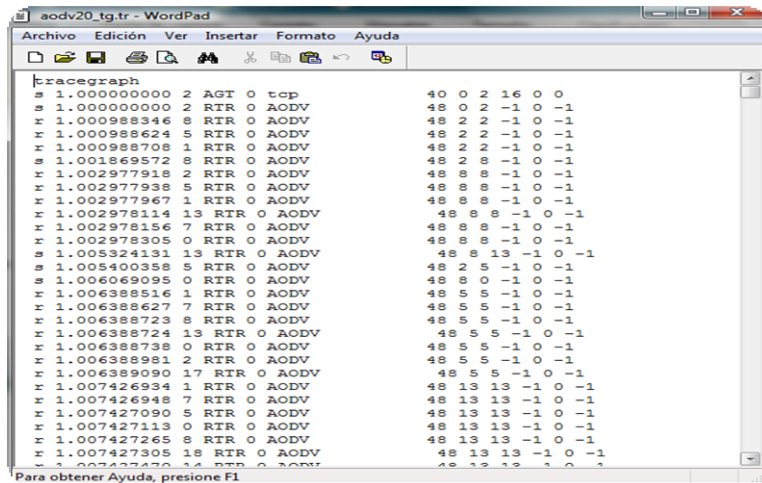 aodv20_tg.tr - WordPad
Archivo Edición Ver Insertar Formato Ayuda
tracegraph
s 1.000000000 2 AGT 0 tcp 40 0 2 16 0 0
s 1.000000000 2 RTR 0 AODV 48 0 2 -1 0 -1
r 1.000988346 8 RTR 0 AODV 48 2 2 -1 0 -1
r 1.000988624 5 RTR 0 AODV 48 2 2 -1 0 -1
r 1.000988708 1 RTR 0 AODV 48 2 2 -1 0 -1
s 1.001869572 8 RTR 0 AODV 48 2 8 -1 0 -1
r 1.002977918 2 RTR 0 AODV 48 8 8 -1 0 -1
r 1.002977938 5 RTR 0 AODV 48 8 8 -1 0 -1
r 1.002977967 1 RTR 0 AODV 48 8 8 -1 0 -1
r 1.002978114 13 RTR 0 AODV 48 8 8 -1 0 -1
r 1.002978156 7 RTR 0 AODV 48 8 8 -1 0 -1
r 1.002978305 0 RTR 0 AODV 48 8 8 -1 0 -1
s 1.005324131 13 RTR 0 AODV 48 8 13 -1 0 -1
s 1.005400358 5 RTR 0 AODV 48 2 5 -1 0 -1
s 1.006069095 0 RTR 0 AODV 48 8 0 -1 0 -1
r 1.006388516 1 RTR 0 AODV 48 5 5 -1 0 -1
r 1.006388627 7 RTR 0 AODV 48 5 5 -1 0 -1
r 1.006388723 8 RTR 0 AODV 48 5 5 -1 0 -1
r 1.006388724 13 RTR 0 AODV 48 5 5 -1 0 -1
r 1.006388738 0 RTR 0 AODV 48 5 5 -1 0 -1
r 1.006388981 2 RTR 0 AODV 48 5 5 -1 0 -1
r 1.006389090 17 RTR 0 AODV 48 5 5 -1 0 -1
r 1.007426934 1 RTR 0 AODV 48 13 13 -1 0 -1
r 1.007426948 7 RTR 0 AODV 48 13 13 -1 0 -1
r 1.007427090 5 RTR 0 AODV 48 13 13 -1 0 -1
r 1.007427113 0 RTR 0 AODV 48 13 13 -1 0 -1
r 1.007427265 8 RTR 0 AODV 48 13 13 -1 0 -1
r 1.007427305 18 RTR 0 AODV 48 13 13 -1 0 -1
Para obtener Ayuda, presione F1